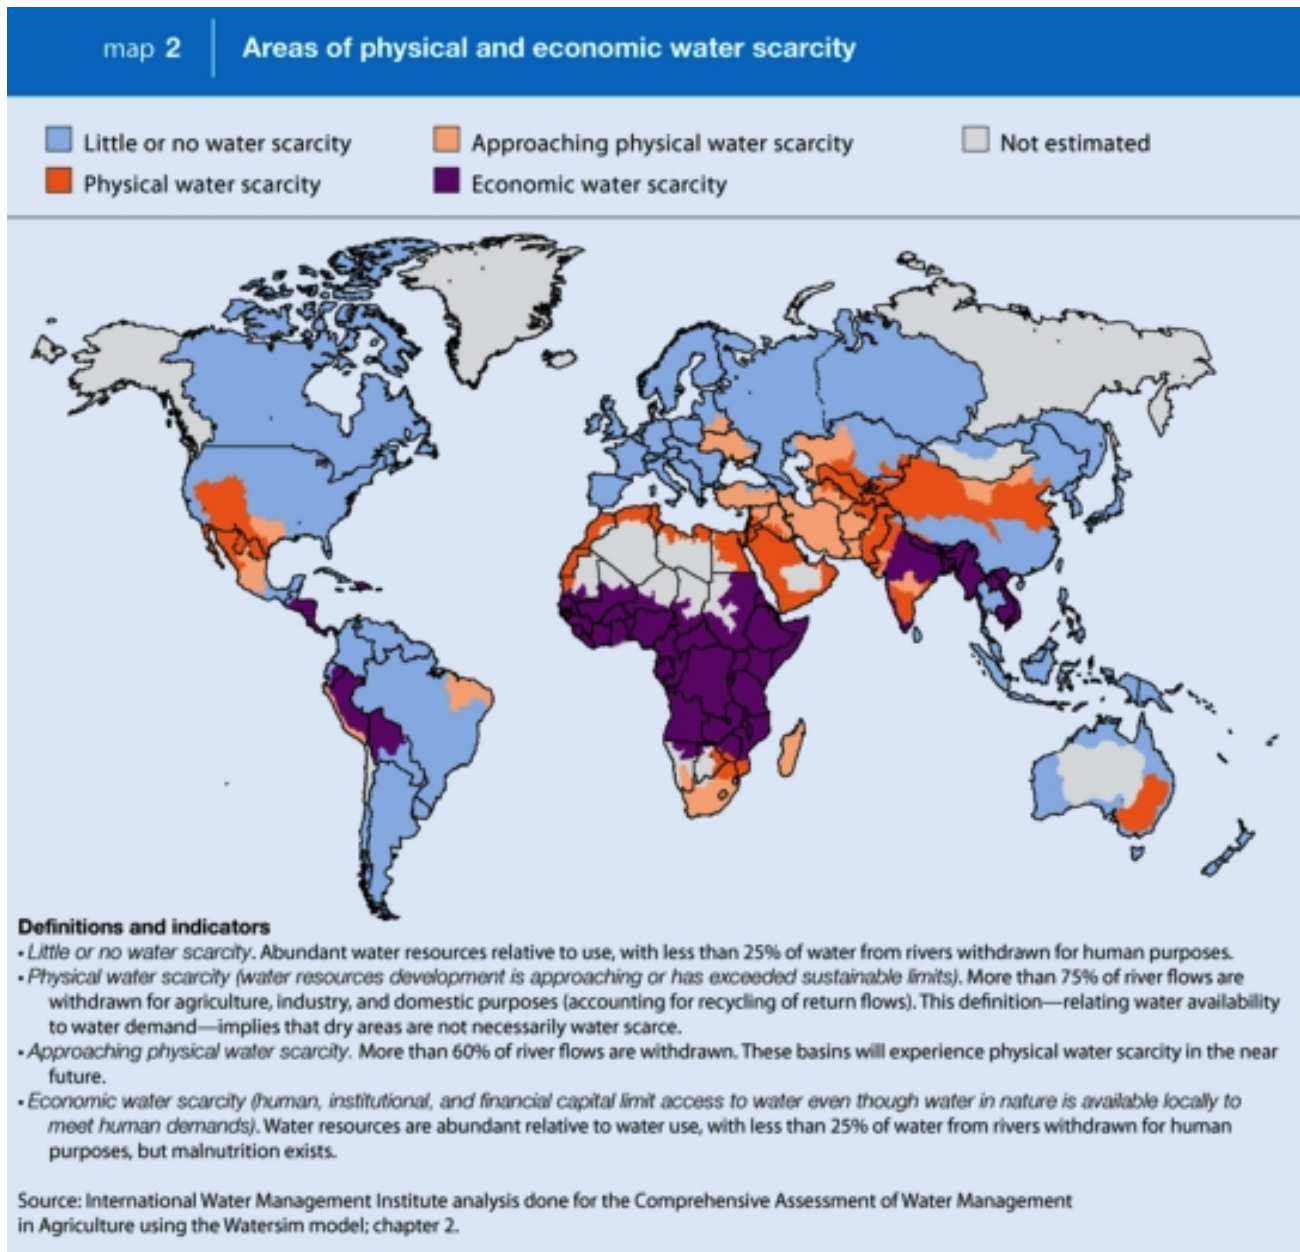 map 2 Areas of physical and economic water scarcity
Little or no water scarcity Approaching physical water scarcity Not estimated
Physical water scarcity Economic water scarcity
Definitions and indicators
• Little or no water scarcity. Abundant water resources relative to use, with less than 25% of water from rivers withdrawn for human purposes.
• Physical water scarcity (water resources development is approaching or has exceeded sustainable limits). More than 75% of river flows are
withdrawn for agriculture, industry, and domestic purposes (accounting for recycling of return flows). This definition—relating water availability
to water demand—implies that dry areas are not necessarily water scarce.
• Approaching physical water scarcity. More than 60% of river flows are withdrawn. These basins will experience physical water scarcity in the near
future.
• Economic water scarcity (human, institutional, and financial capital limit access to water even though water in nature is available locally to
meet human demands). Water resources are abundant relative to water use, with less than 25% of water from rivers withdrawn for human
purposes, but malnutrition exists.
Source: International Water Management Institute analysis done for the Comprehensive Assessment of Water Management
in Agriculture using the Watersim model; chapter 2.